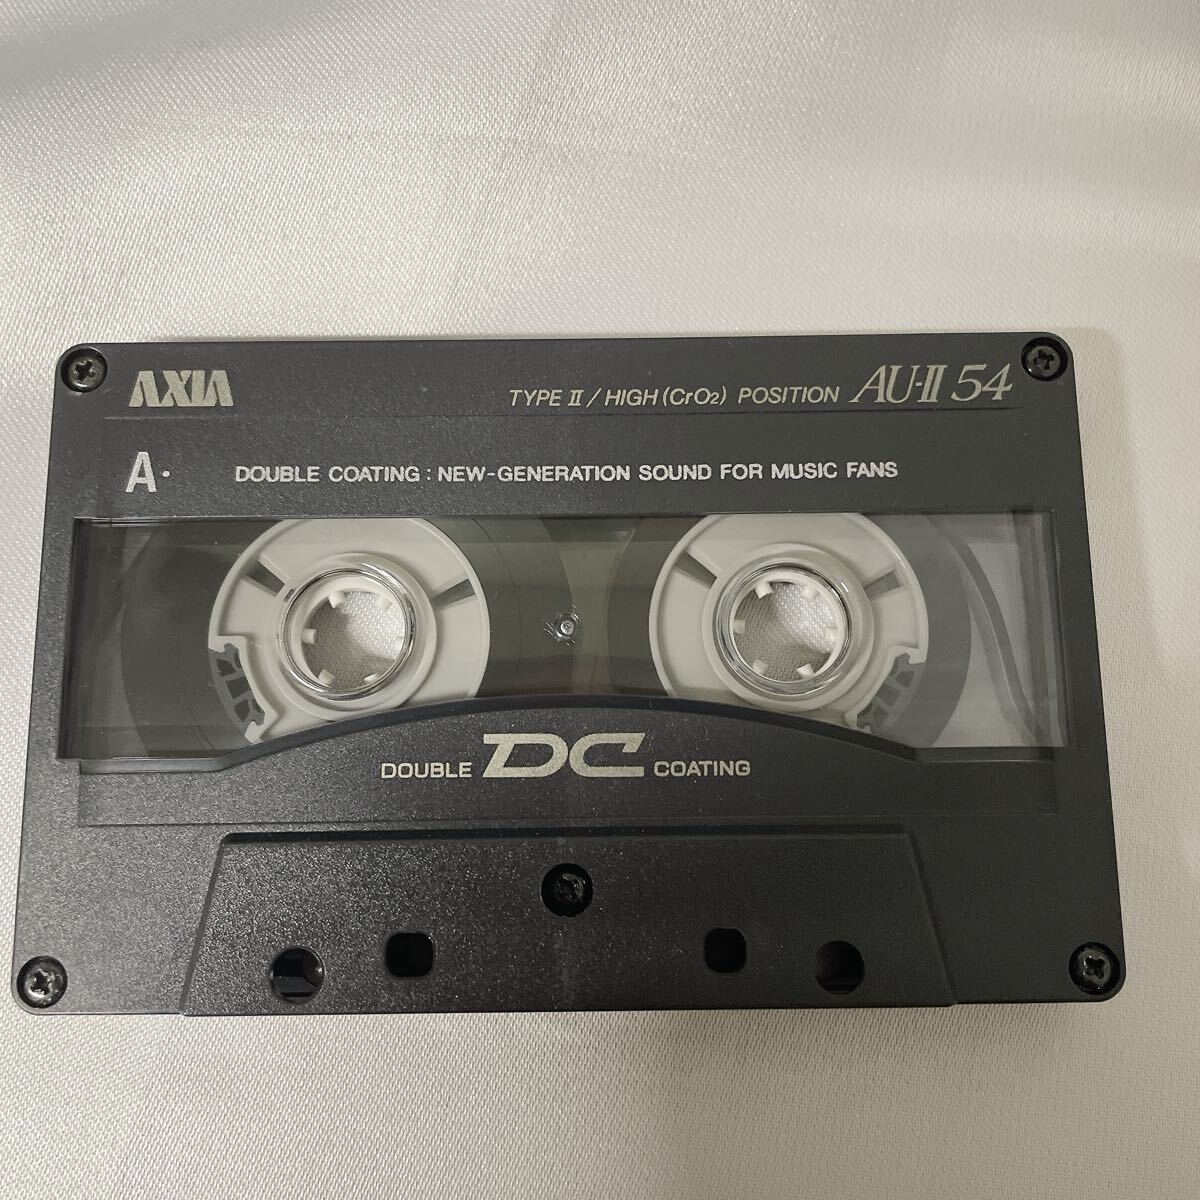 AXIA
TYPE II / HIGH (CrO2) POSITION AU-II 54
A·
DOUBLE COATING : NEW-GENERATION SOUND FOR MUSIC FANS
DOUBLE DC COATING